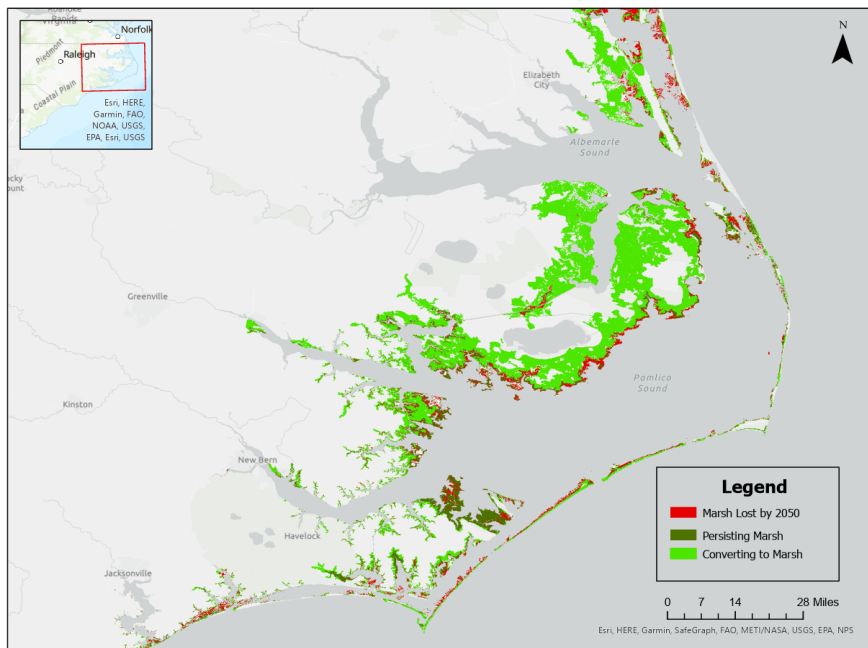 Roanoke
Rapids
Virginia
Norfolk
Piedmont
Raleigh
Coastal Plain
Esri, HERE,
Garmin, FAO,
NOAA, USGS,
EPA, Esri, USGS
N
Elizabeth
City
Albemarle
Sound
ocky
ount
Greenville
Pamlico
Sound
Kinston
New Bern
Havelock
Jacksonville
Legend
Marsh Lost by 2050
Persisting Marsh
Converting to Marsh
0 7 14 28 Miles
Esri, HERE, Garmin, SafeGraph, FAO, METI/NASA, USGS, EPA, NPS